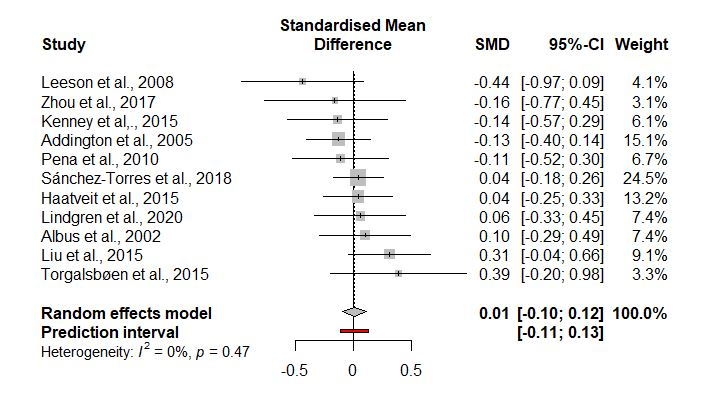 Standardised Mean
Study Difference SMD 95%-CI Weight
Leeson et al., 2008 -0.44 [-0.97; 0.09] 4.1%
Zhou et al., 2017 -0.16 [-0.77; 0.45] 3.1%
Kenney et al,., 2015 -0.14 [-0.57; 0.29] 6.1%
Addington et al., 2005 -0.13 [-0.40; 0.14] 15.1%
Pena et al., 2010 -0.11 [-0.52; 0.30] 6.7%
Sánchez-Torres et al., 2018 0.04 [-0.18; 0.26] 24.5%
Haatveit et al., 2015 0.04 [-0.25; 0.33] 13.2%
Lindgren et al., 2020 0.06 [-0.33; 0.45] 7.4%
Albus et al., 2002 0.10 [-0.29; 0.49] 7.4%
Liu et al., 2015 0.31 [-0.04; 0.66] 9.1%
Torgalsbøen et al., 2015 0.39 [-0.20; 0.98] 3.3%
Random effects model 0.01 [-0.10; 0.12] 100.0%
Prediction interval [-0.11; 0.13]
Heterogeneity: I² = 0%, p = 0.47
-0.5 0 0.5